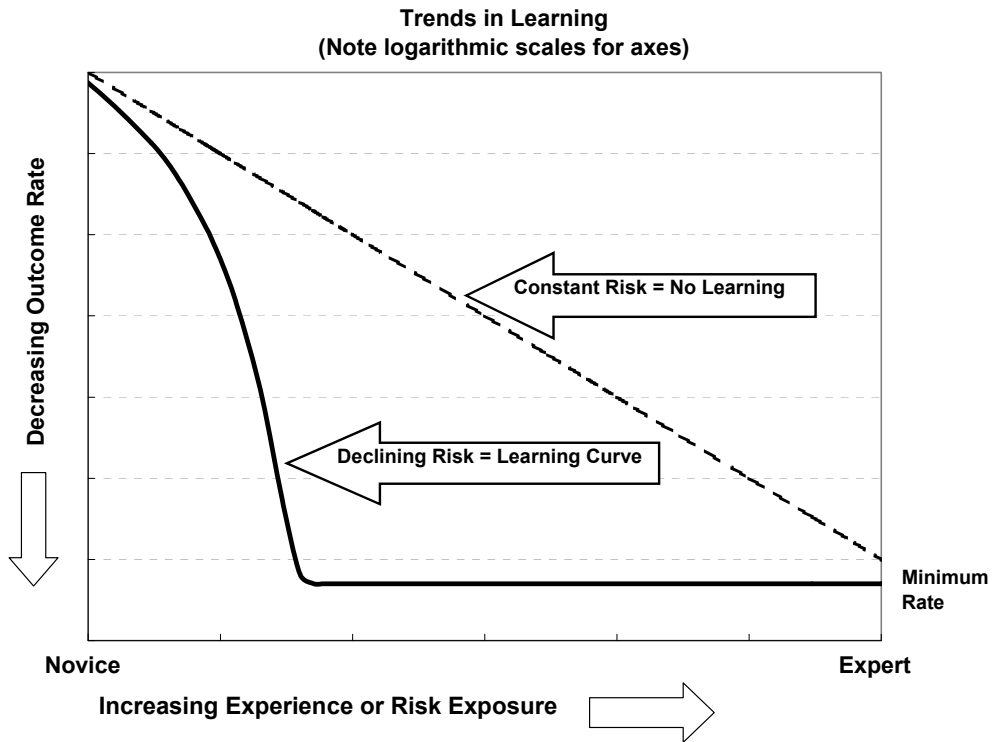 Trends in Learning
(Note logarithmic scales for axes)
Decreasing Outcome Rate
Constant Risk = No Learning
Declining Risk = Learning Curve
Minimum
Rate
Novice
Expert
Increasing Experience or Risk Exposure